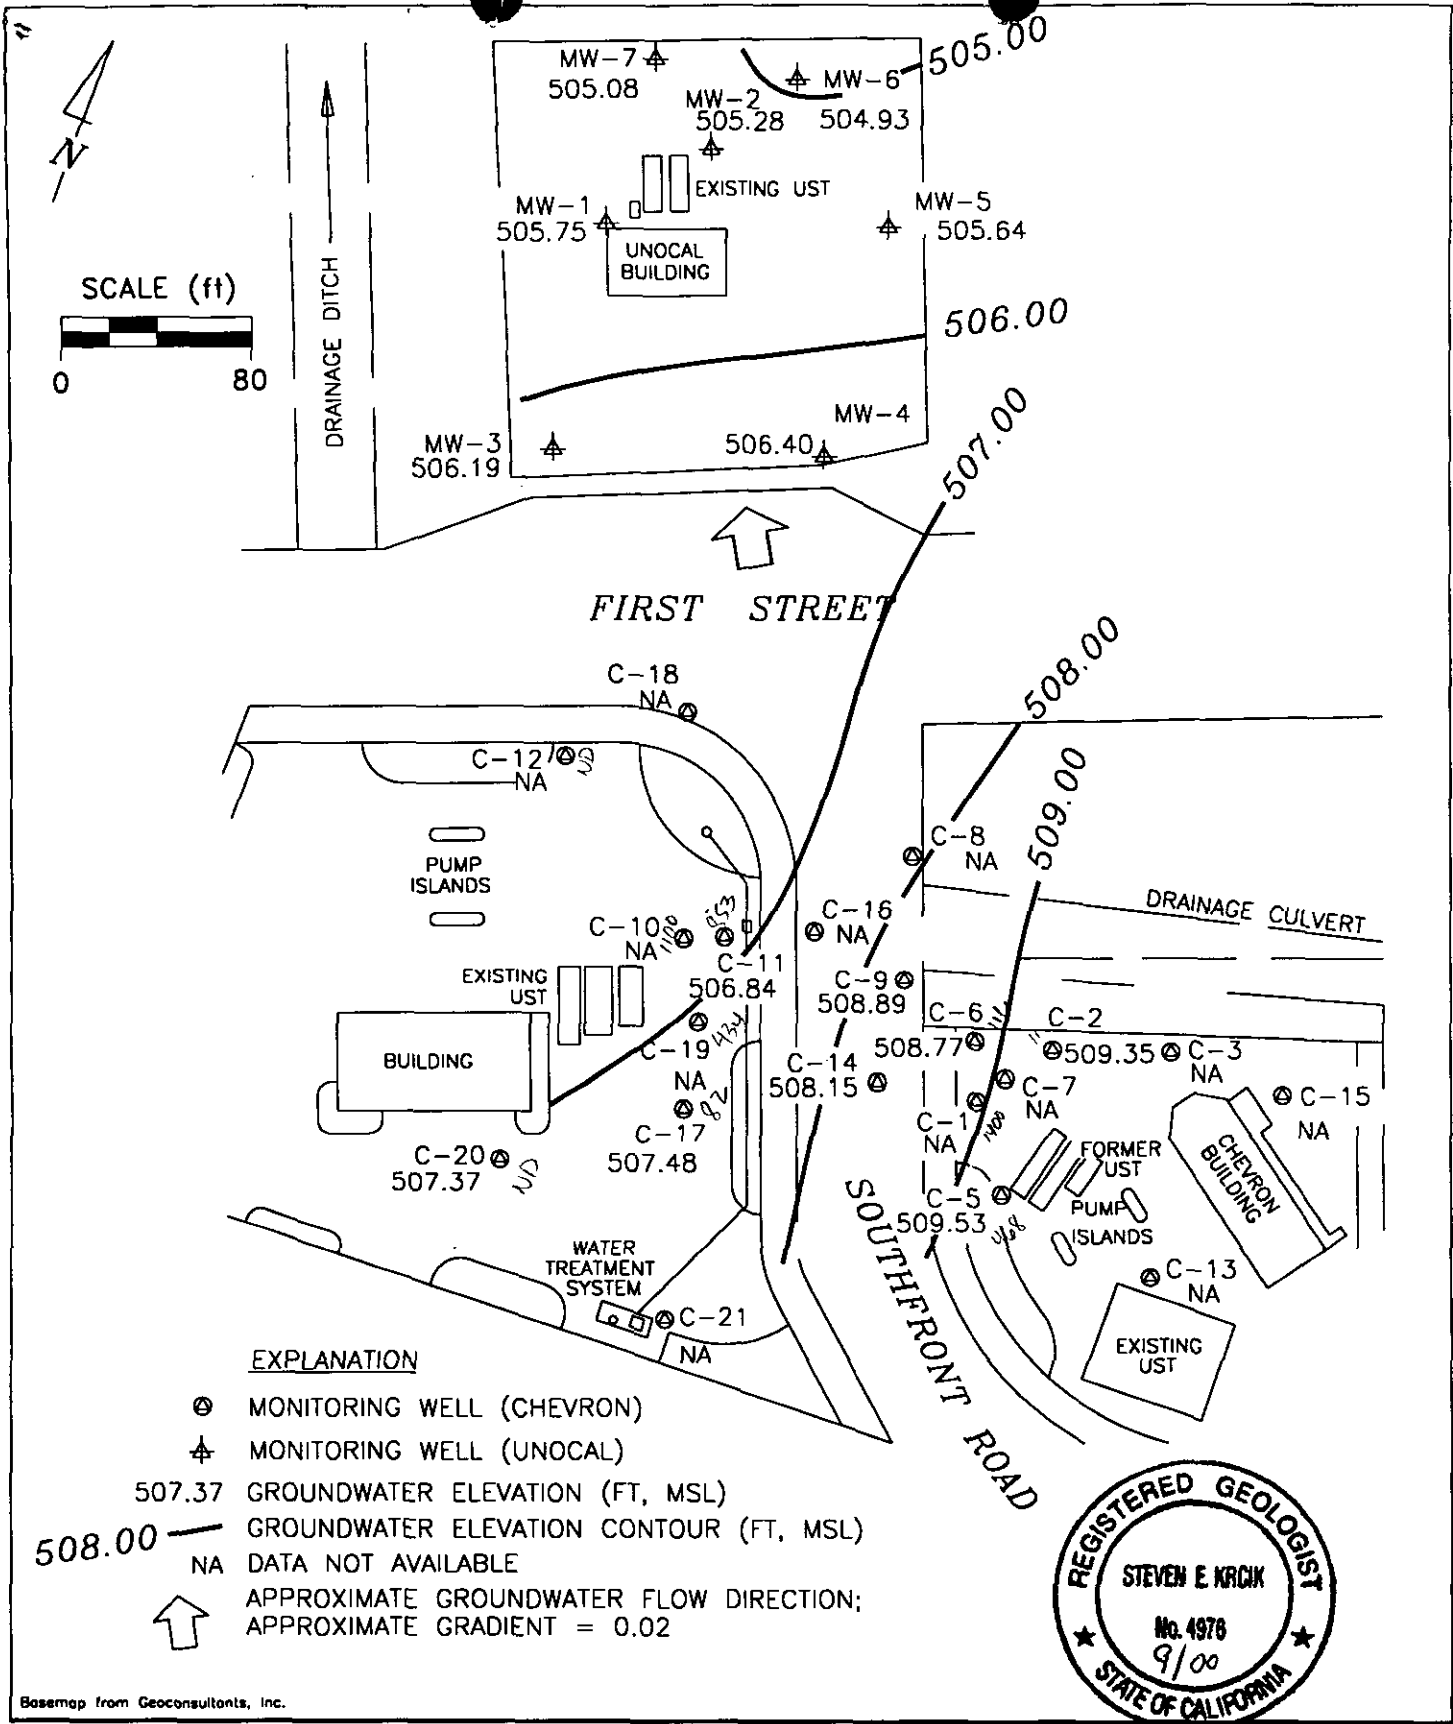 505.00
MW-7
505.08
MW-6
504.93
MW-2
505.28
N
EXISTING UST
MW-1
505.75
MW-5
505.64
UNOCAL
BUILDING
SCALE (ft)
0 80
DRAINAGE DITCH
506.00
MW-4
506.40
MW-3
506.19
507.00
FIRST STREET
C-18
NA
508.00
C-12
NA
ND
509.00
PUMP
ISLANDS
C-8
NA
DRAINAGE CULVERT
C-10
NA
1100
853
C-16
NA
C-11
506.84
EXISTING
UST
C-9
508.89
C-6
508.77
C-2
509.35
C-3
NA
BUILDING
C-19
NA
434
C-14
508.15
C-7
NA
C-15
NA
C-1
NA
1400
82
C-17
507.48
C-20
507.37
ND
FORMER
UST
CHEVRON
BUILDING
C-5
509.53
PUMP
ISLANDS
SOUTHFRONT ROAD
WATER
TREATMENT
SYSTEM
C-13
NA
C-21
NA
EXISTING
UST
EXPLANATION
MONITORING WELL (CHEVRON)
MONITORING WELL (UNOCAL)
507.37 GROUNDWATER ELEVATION (FT, MSL)
508.00 GROUNDWATER ELEVATION CONTOUR (FT, MSL)
NA DATA NOT AVAILABLE
APPROXIMATE GROUNDWATER FLOW DIRECTION;
APPROXIMATE GRADIENT = 0.02
REGISTERED GEOLOGIST
STEVEN E. KRCIK
No. 4976
9/00
STATE OF CALIFORNIA
Basemap from Geoconsultants, Inc.